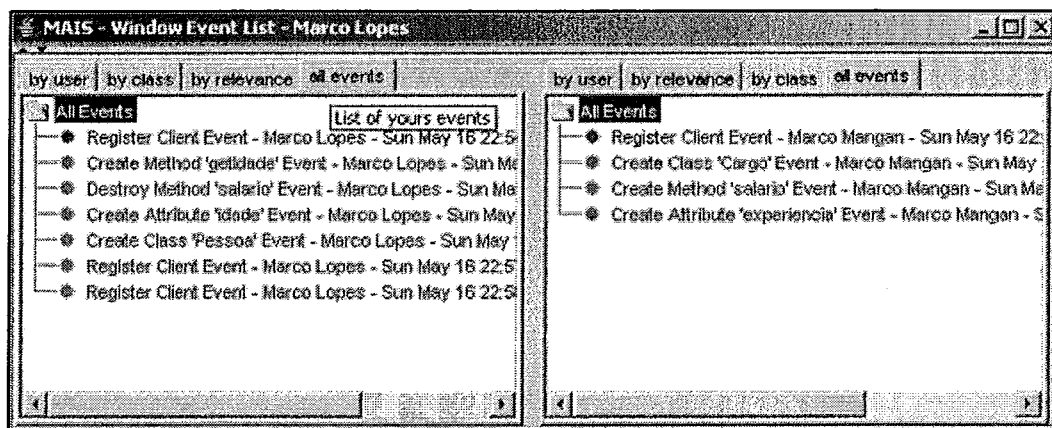 MAIS - Window Event List - Marco Lopes
by user by class by relevance all events
All Events
List of yours events
Register Client Event - Marco Lopes - Sun May 16 22:5
Create Method 'getIdade' Event - Marco Lopes - Sun Ma
Destroy Method 'salario' Event - Marco Lopes - Sun Ma
Create Attribute 'idade' Event - Marco Lopes - Sun May
Create Class 'Pessoa' Event - Marco Lopes - Sun May
Register Client Event - Marco Lopes - Sun May 16 22:5
Register Client Event - Marco Lopes - Sun May 16 22:5
by user by relevance by class all events
All Events
Register Client Event - Marco Mangan - Sun May 16 22:
Create Class 'Cargo' Event - Marco Mangan - Sun May
Create Method 'salario' Event - Marco Mangan - Sun Ma
Create Attribute 'experiencia' Event - Marco Mangan - S